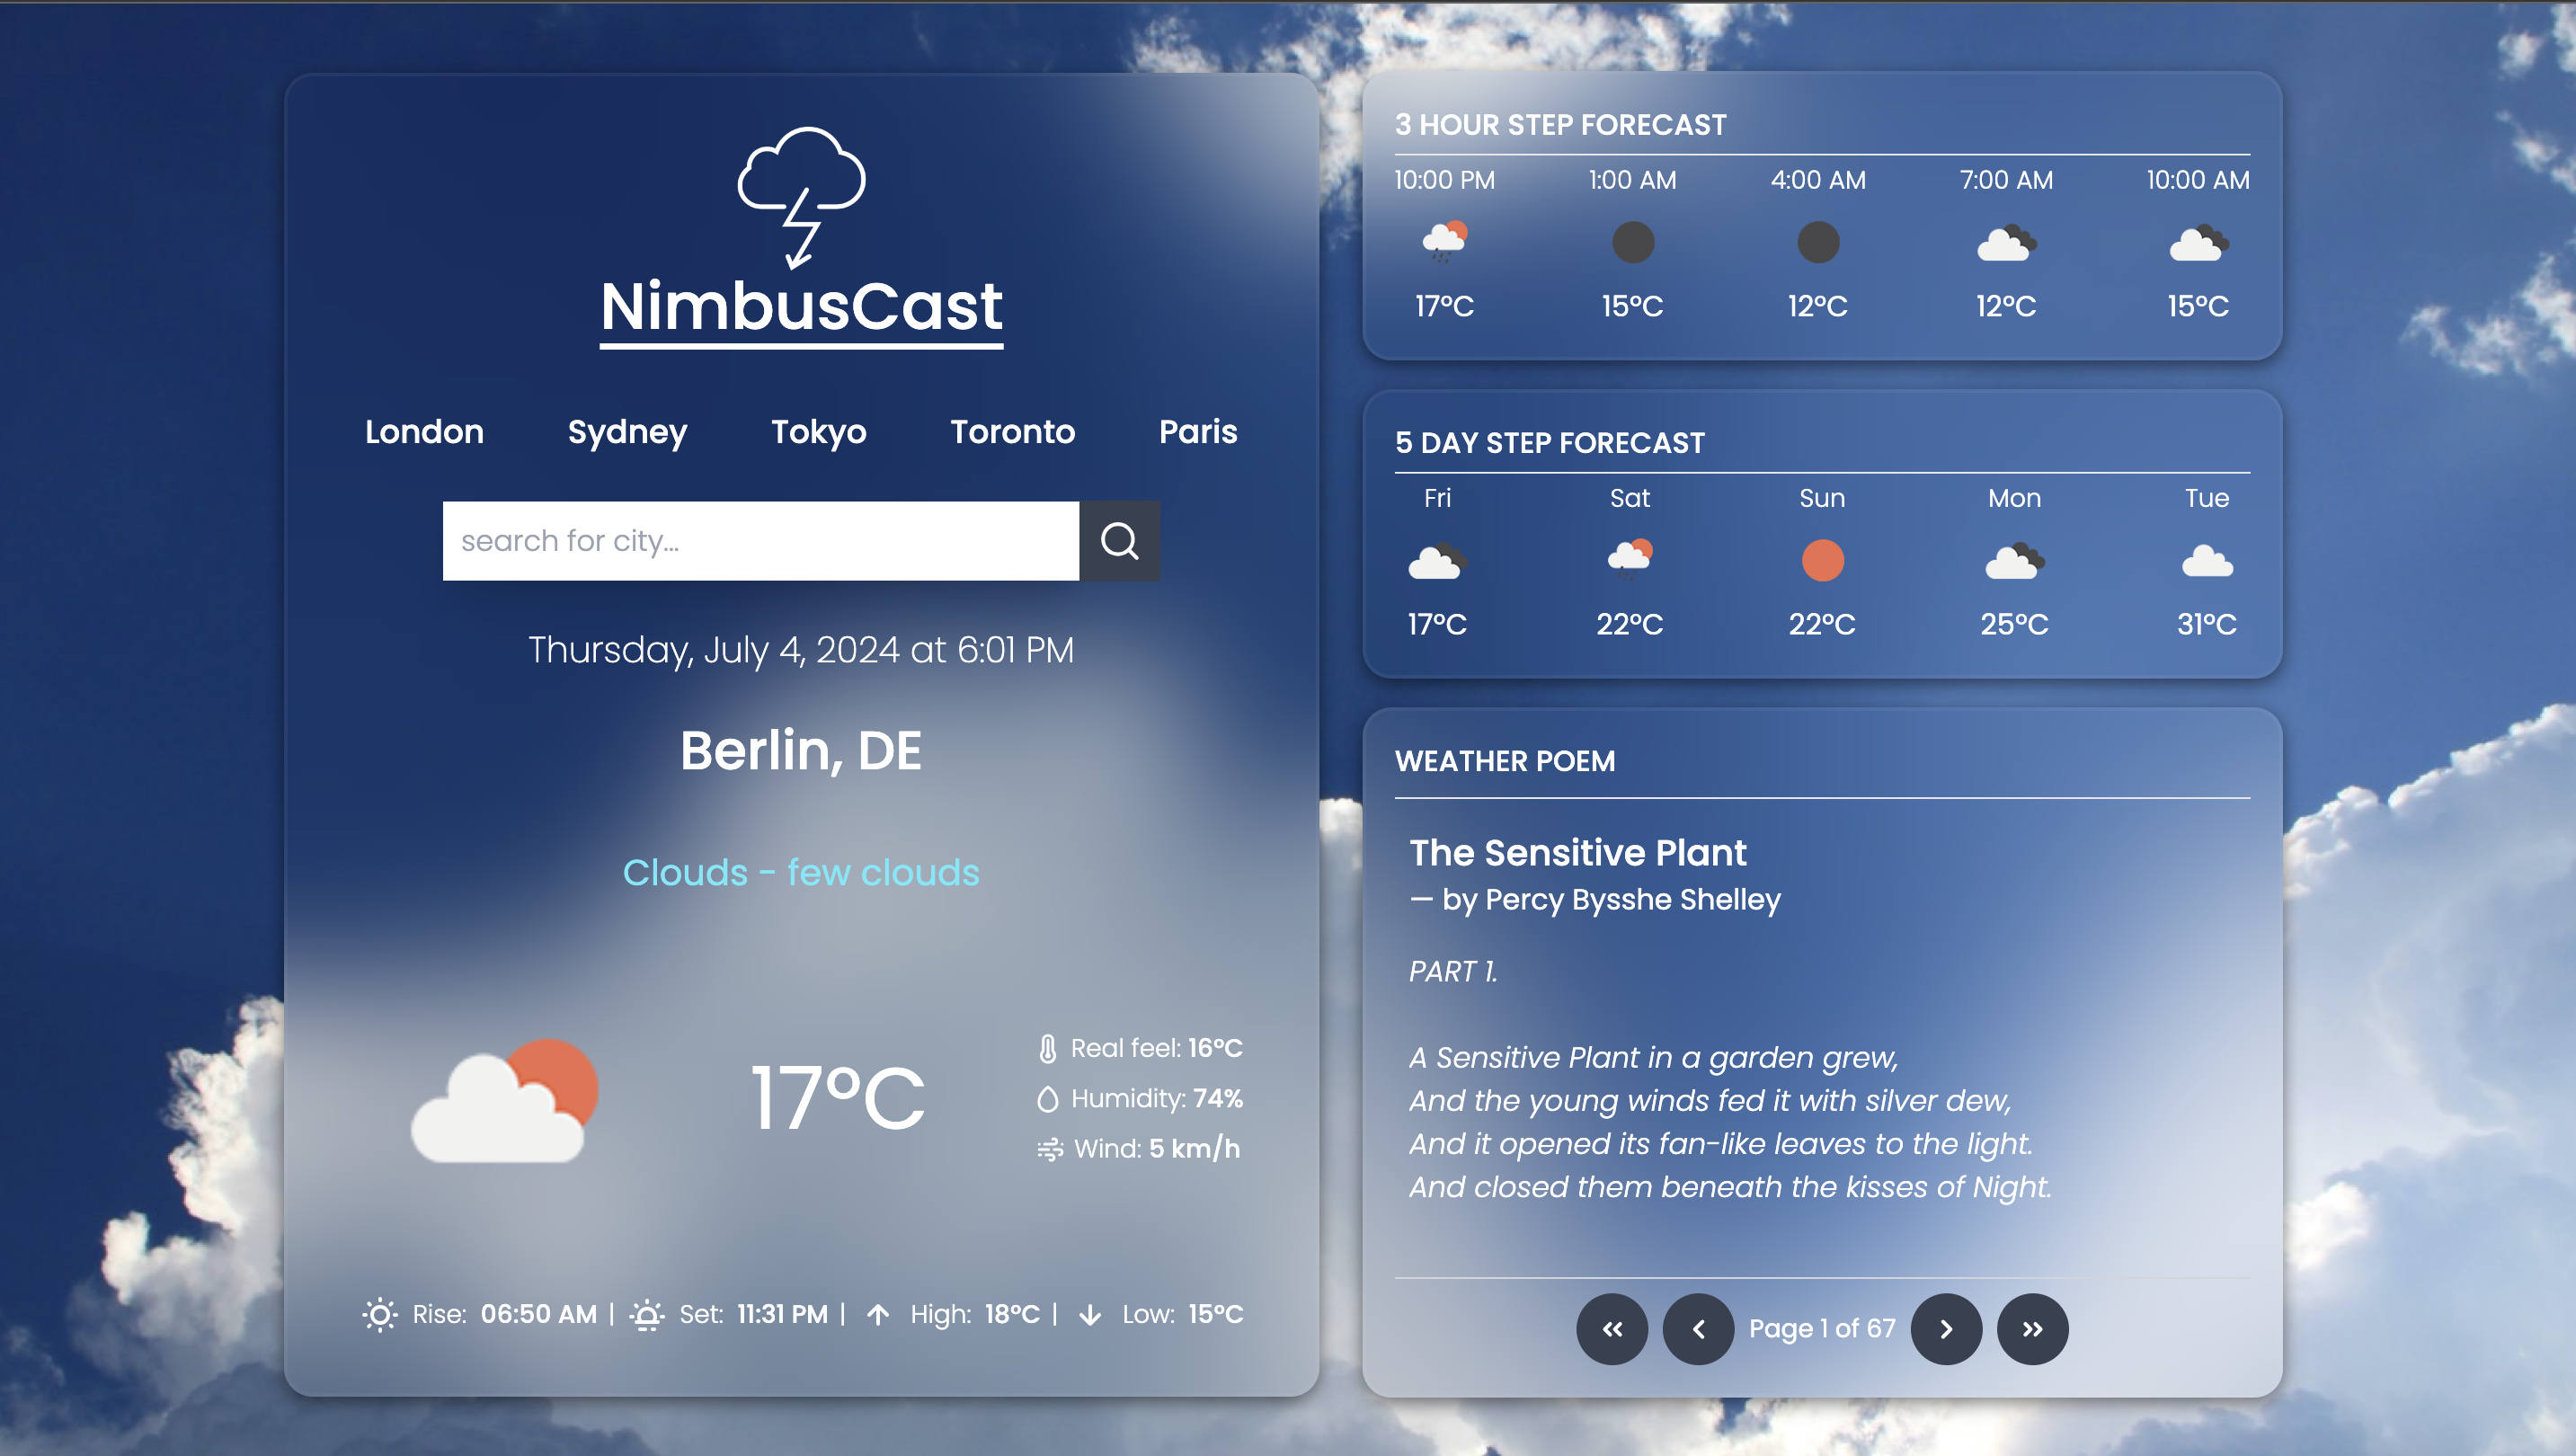 NimbusCast
London Sydney Tokyo Toronto Paris
search for city...
Thursday, July 4, 2024 at 6:01 PM
Berlin, DE
Clouds - few clouds
17°C
Real feel: 16°C
Humidity: 74%
Wind: 5 km/h
Rise: 06:50 AM | Set: 11:31 PM | High: 18°C | Low: 15°C
3 HOUR STEP FORECAST
10:00 PM 1:00 AM 4:00 AM 7:00 AM 10:00 AM
17°C 15°C 12°C 12°C 15°C
5 DAY STEP FORECAST
Fri Sat Sun Mon Tue
17°C 22°C 22°C 25°C 31°C
WEATHER POEM
The Sensitive Plant
— by Percy Bysshe Shelley
PART 1.
A Sensitive Plant in a garden grew,
And the young winds fed it with silver dew,
And it opened its fan-like leaves to the light.
And closed them beneath the kisses of Night.
Page 1 of 67